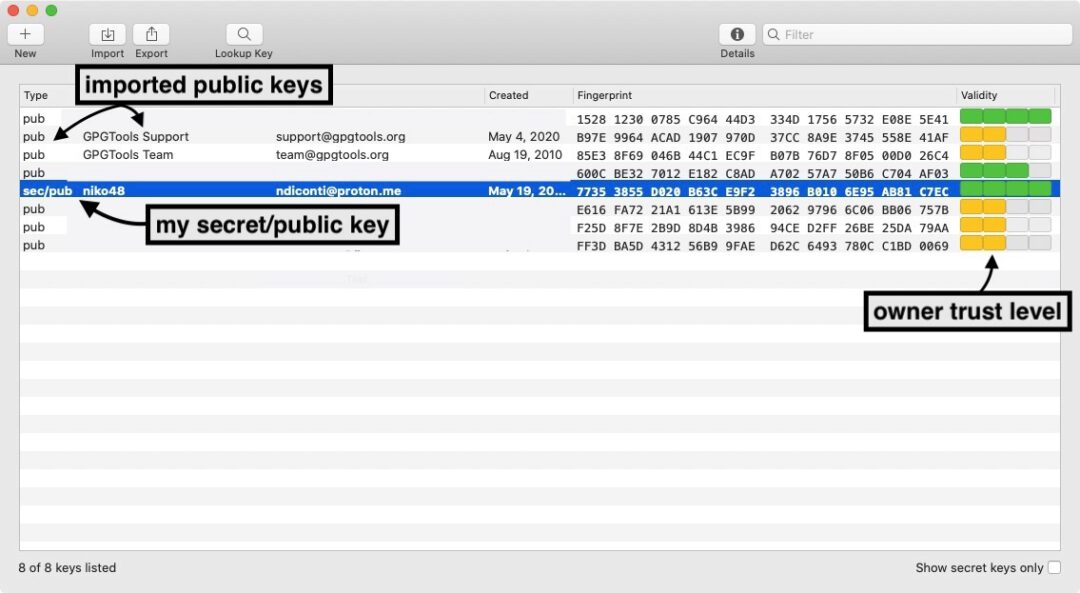 New
Import
Export
Lookup Key
Details
Filter
imported public keys
Type
Created
Fingerprint
Validity
pub 1528 1230 0785 C964 44D3 334D 1756 5732 E08E 5E41
pub GPGTools Support support@gpgtools.org May 4, 2020 B97E 9964 ACAD 1907 970D 37CC 8A9E 3745 558E 41AF
pub GPGTools Team team@gpgtools.org Aug 19, 2010 85E3 8F69 046B 44C1 EC9F B07B 76D7 8F05 00D0 26C4
pub 600C BE32 7012 E182 C8AD A702 57A7 50B6 C704 AF03
sec/pub niko48 ndiconti@proton.me May 19, 20... 7735 3855 D020 B63C E9F2 3896 B010 6E95 AB81 C7EC
pub E616 FA72 21A1 613E 5B99 2062 9796 6C06 BB06 757B
my secret/public key
pub F25D 8F7E 2B9D 8D4B 3986 94CE D2FF 26BE 25DA 79AA
pub FF3D BA5D 4312 56B9 9FAE D62C 6493 780C C1BD 0069
owner trust level
8 of 8 keys listed
Show secret keys only